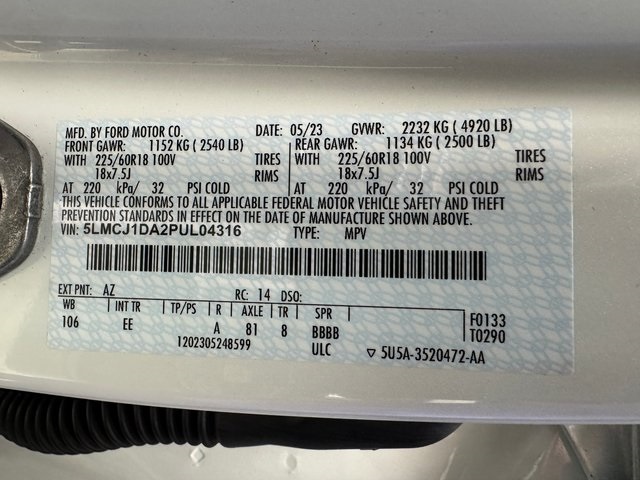 MFD. BY FORD MOTOR CO. DATE: 05/23 GVWR: 2232 KG ( 4920 LB)
FRONT GAWR: 1152 KG ( 2540 LB) REAR GAWR: 1134 KG ( 2500 LB)
WITH 225/60R18 100V TIRES WITH 225/60R18 100V TIRES
18x7.5J RIMS 18x7.5J RIMS
AT 220 kPa/ 32 PSI COLD AT 220 kPa/ 32 PSI COLD
THIS VEHICLE CONFORMS TO ALL APPLICABLE FEDERAL MOTOR VEHICLE SAFETY AND THEFT PREVENTION
STANDARDS IN EFFECT ON THE DATE OF MANUFACTURE SHOWN ABOVE.
VIN: 5LMCJ1DA2PUL04316 TYPE: MPV
EXT PNT: AZ RC: 14 DSO:
WB INT TR TP/PS R AXLE TR SPR F0133
106 EE A 81 8 BBBB T0290
1202305248599 ULC ▽ 5U5A-3520472-AA